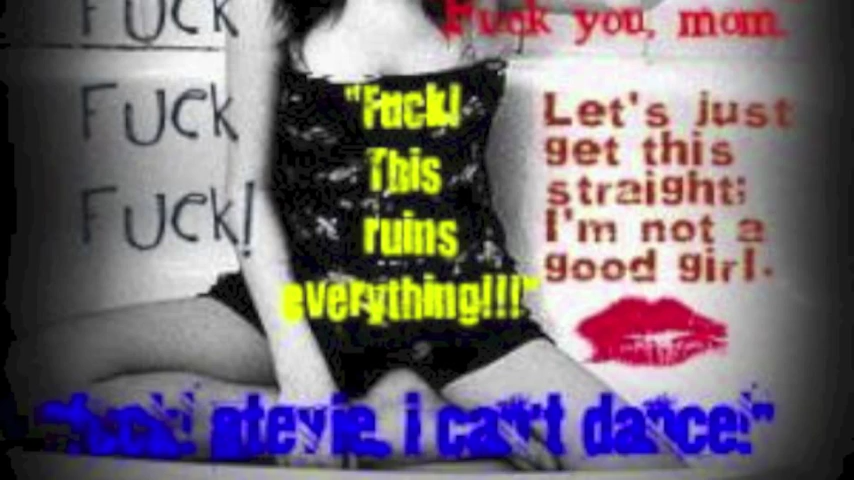 Fuck
Fuck
Fuck!
Fuck you, mom.
"Fuck!
This
ruins
everything!!!"
Let's just
get this
straight:
I'm not a
good girl.
"fuck! stevie, i can't dance!"